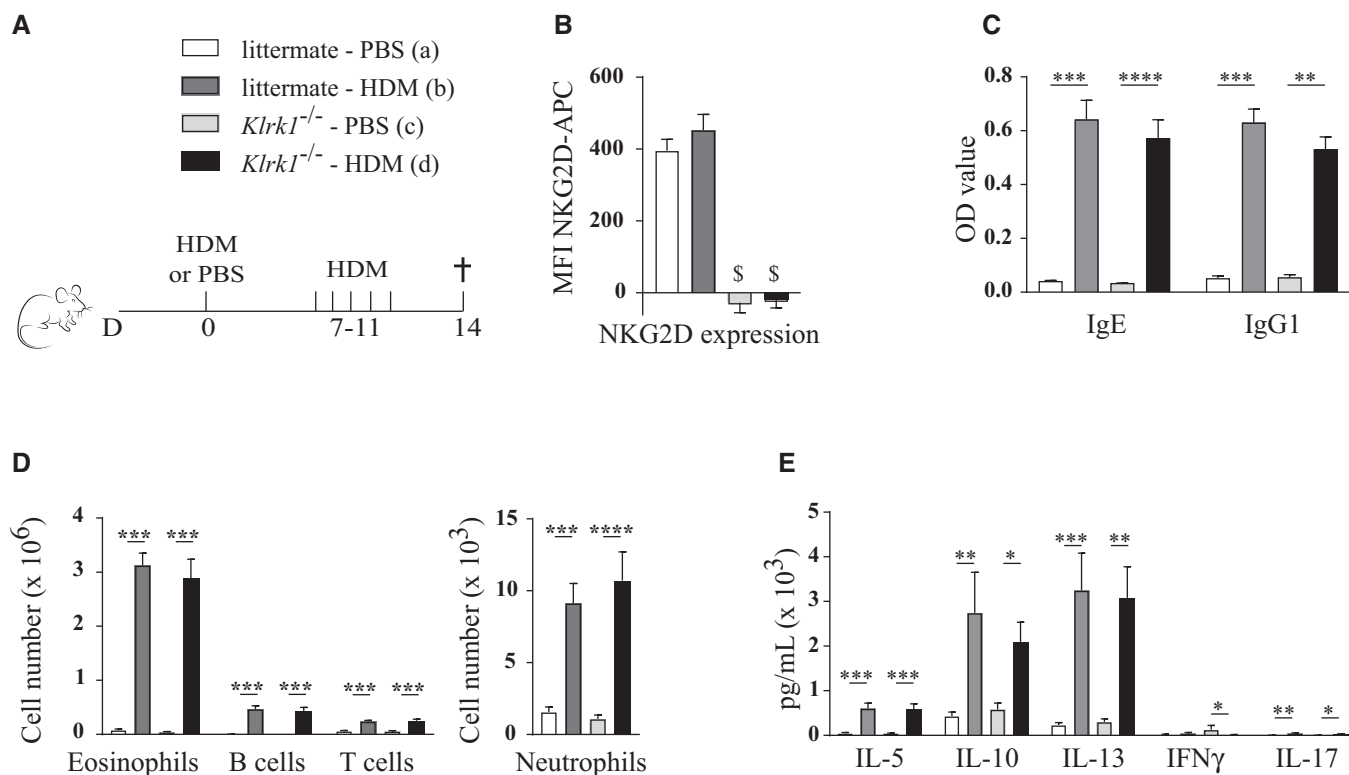 A
littermate - PBS (a)
littermate - HDM (b)
Klrk1-/- - PBS (c)
Klrk1-/- - HDM (d)
HDM
or PBS
HDM
†
D
0
7-11
14
B
MFI NKG2D-APC
600
400
200
0
$ $
NKG2D expression
C
OD value
0.8
0.6
0.4
0.2
0.0
*** **** *** **
IgE IgG1
D
Cell number (x 10^6)
4
3
2
1
0
*** ***
*** *** *** ***
Eosinophils B cells T cells
Cell number (x 10^3)
15
10
5
0
*** ****
Neutrophils
E
pg/mL (x 10^3)
5
4
3
2
1
0
*** **
** *
*** ***
* ** *
IL-5 IL-10 IL-13 IFNγ IL-17